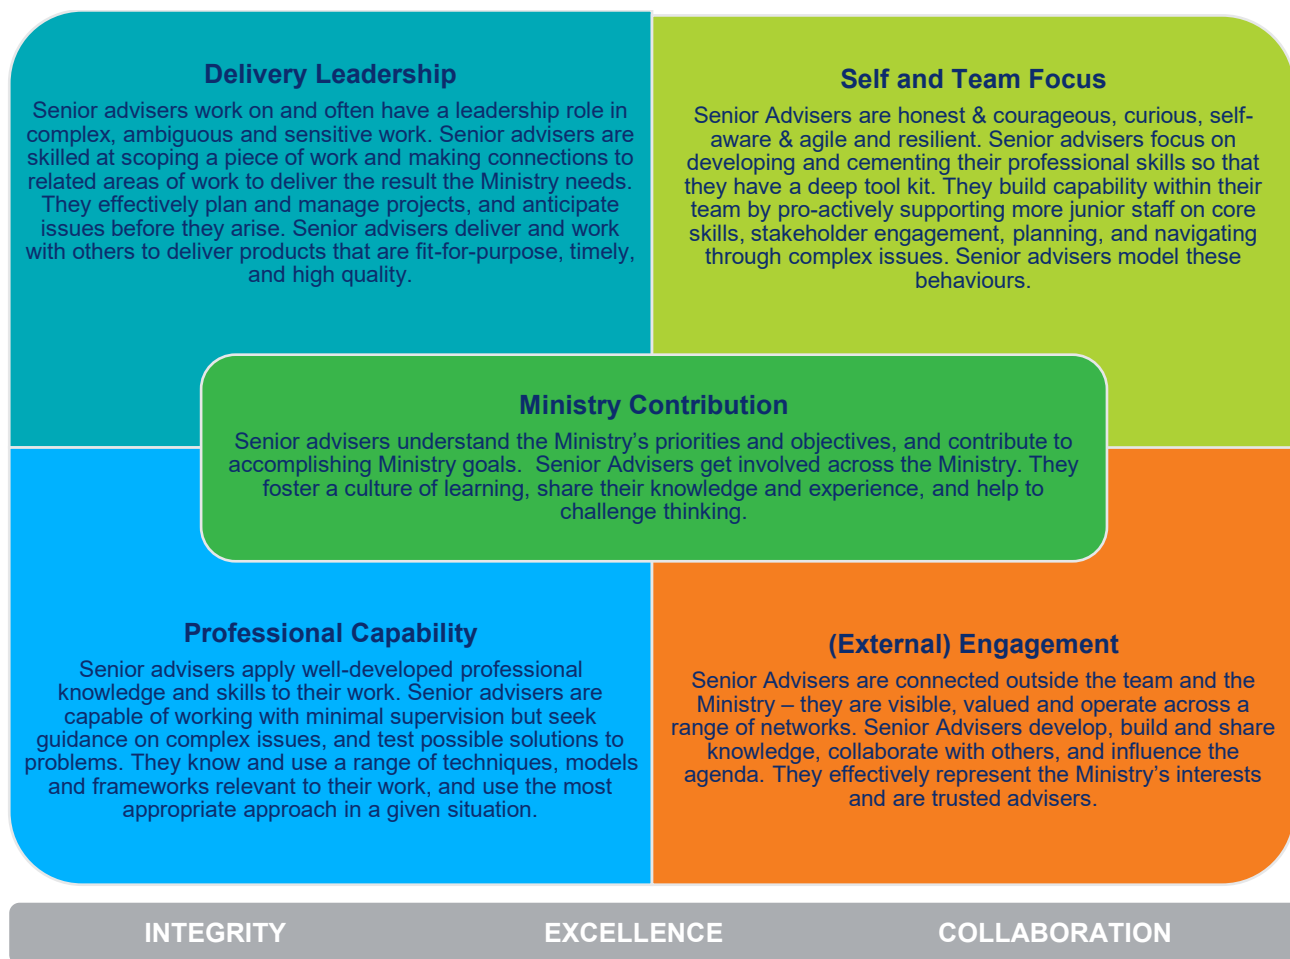 Delivery Leadership
Senior advisers work on and often have a leadership role in
complex, ambiguous and sensitive work. Senior advisers are
skilled at scoping a piece of work and making connections to
related areas of work to deliver the result the Ministry needs.
They effectively plan and manage projects, and anticipate
issues before they arise. Senior advisers deliver and work
with others to deliver products that are fit-for-purpose, timely,
and high quality.
Self and Team Focus
Senior Advisers are honest & courageous, curious, self-
aware & agile and resilient. Senior advisers focus on
developing and cementing their professional skills so that
they have a deep tool kit. They build capability within their
team by pro-actively supporting more junior staff on core
skills, stakeholder engagement, planning, and navigating
through complex issues. Senior advisers model these
behaviours.
Ministry Contribution
Senior advisers understand the Ministry’s priorities and objectives, and contribute to
accomplishing Ministry goals.  Senior Advisers get involved across the Ministry. They
foster a culture of learning, share their knowledge and experience, and help to
challenge thinking.
Professional Capability
Senior advisers apply well-developed professional
knowledge and skills to their work. Senior advisers are
capable of working with minimal supervision but seek
guidance on complex issues, and test possible solutions to
problems. They know and use a range of techniques, models
and frameworks relevant to their work, and use the most
appropriate approach in a given situation.
(External) Engagement
Senior Advisers are connected outside the team and the
Ministry – they are visible, valued and operate across a
range of networks. Senior Advisers develop, build and share
knowledge, collaborate with others, and influence the
agenda. They effectively represent the Ministry’s interests
and are trusted advisers.
INTEGRITY EXCELLENCE COLLABORATION